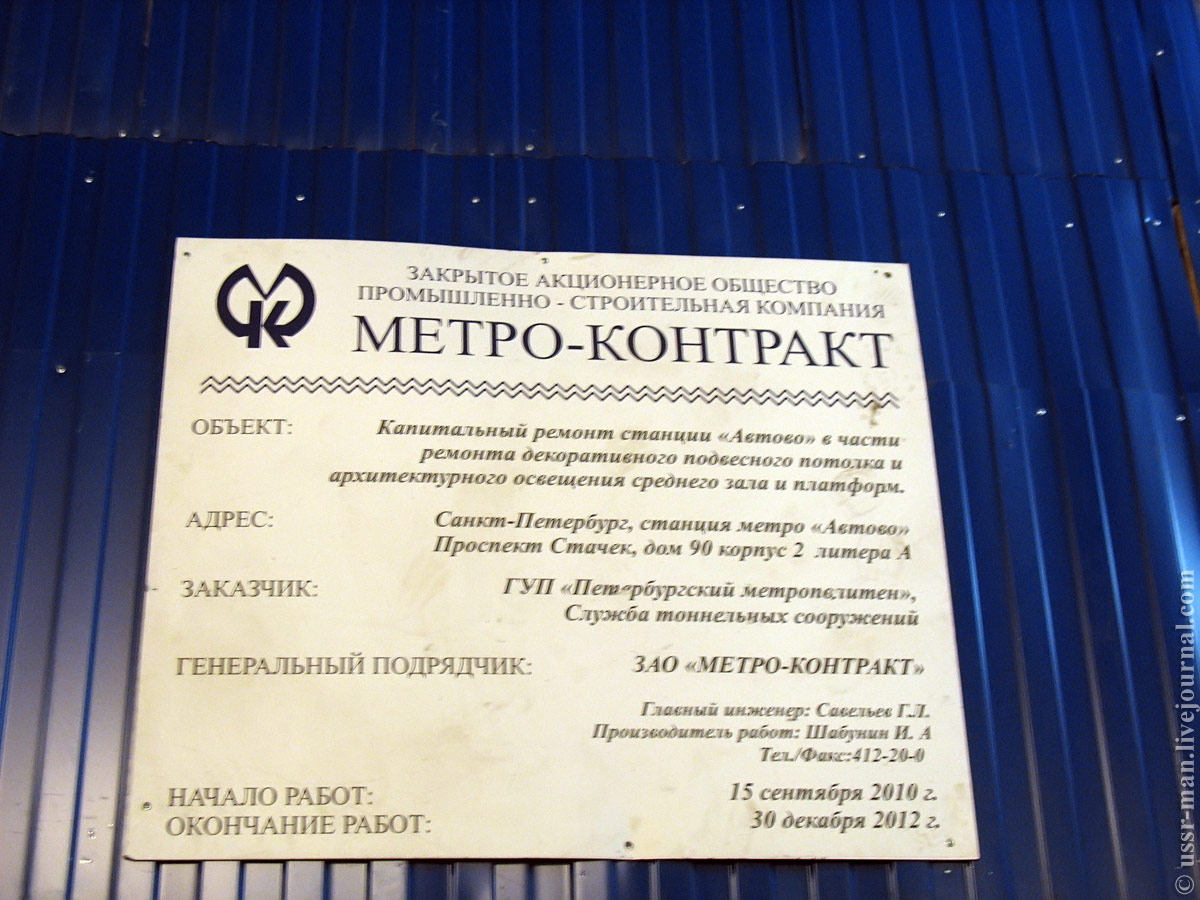 МК
ЗАКРЫТОЕ АКЦИОНЕРНОЕ ОБЩЕСТВО
ПРОМЫШЛЕННО - СТРОИТЕЛЬНАЯ КОМПАНИЯ
МЕТРО-КОНТРАКТ
ОБЪЕКТ: Капитальный ремонт станции «Автово» в части
ремонта декоративного подвесного потолка и
архитектурного освещения среднего зала и платформ.
АДРЕС: Санкт-Петербург, станция метро «Автово»
Проспект Стачек, дом 90 корпус 2 литера А
ЗАКАЗЧИК: ГУП «Петербургский метропвлитен»,
Служба тоннельных сооружений
ГЕНЕРАЛЬНЫЙ ПОДРЯДЧИК: ЗАО «МЕТРО-КОНТРАКТ»
Главный инженер: Савельев Г.Л.
Производитель работ: Шабунин И. А
Тел./Факс:412-20-0
НАЧАЛО РАБОТ: 15 сентября 2010 г.
ОКОНЧАНИЕ РАБОТ: 30 декабря 2012 г.
© ussr-man.livejournal.com